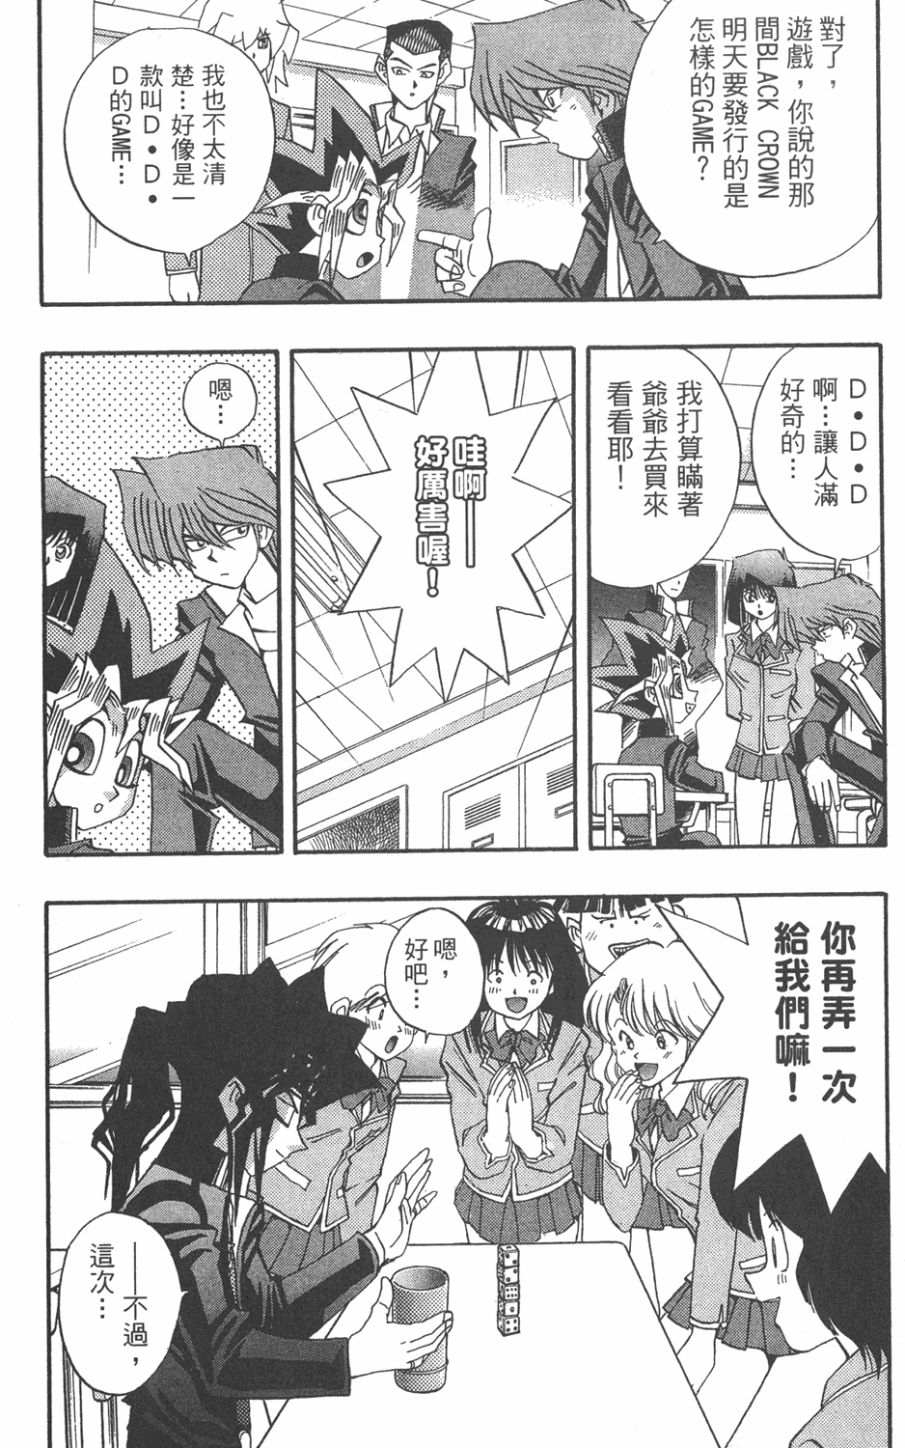 對了，
遊戲，你說的那
間BLACK CROWN
明天要發行的是
怎樣的GAME？
我也不太清
楚…好像是一
款叫D•D•
D的GAME…
D•D•D
啊…讓人滿
好奇的…
我打算瞞著
爺爺去買來
看看耶！
哇啊——
好厲害喔！
嗯…
你再弄一次
給我們嘛！
嗯，
好吧…
——不過，
這次…